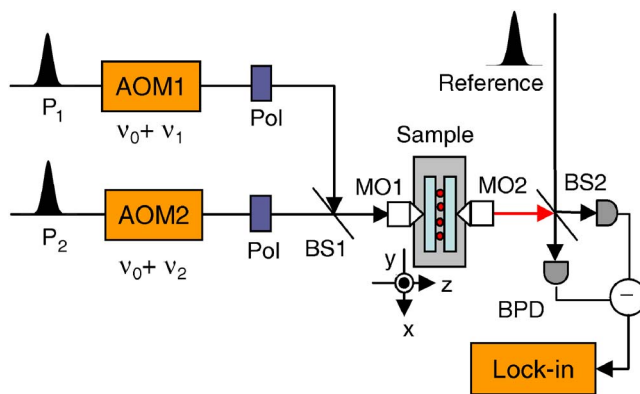 P₁
AOM1
ν₀+ ν₁
Pol
Reference
Sample
P₂
AOM2
ν₀+ ν₂
Pol
BS1
MO1
MO2
BS2
y
z
x
BPD
−
Lock-in